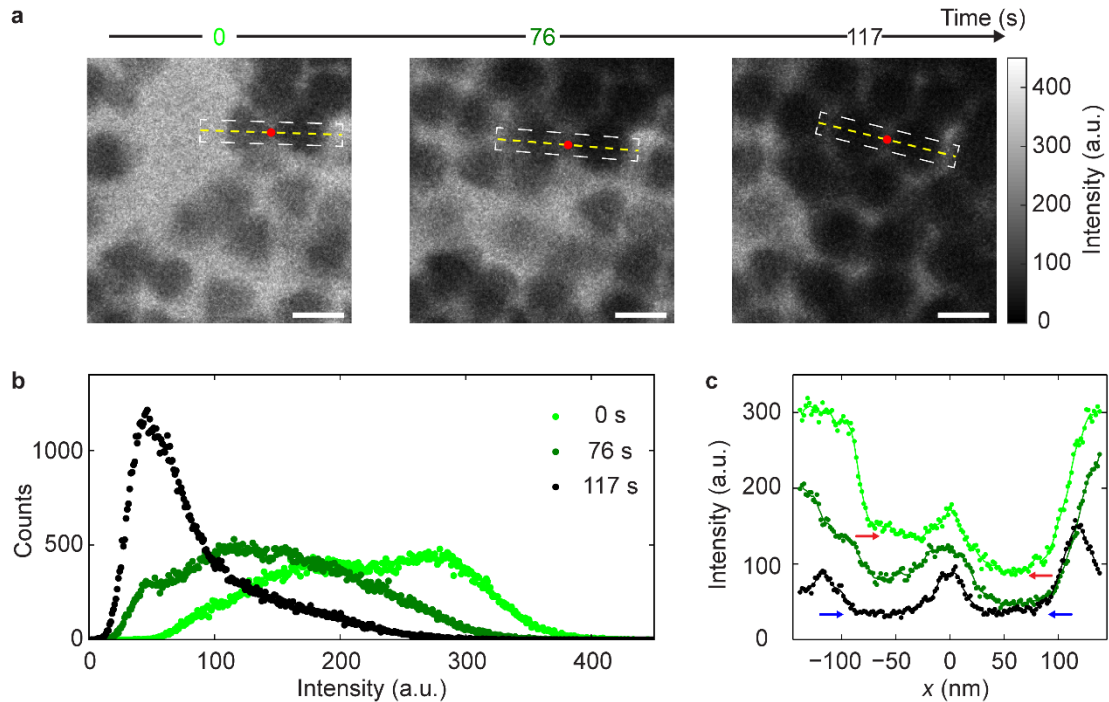 a
Time (s)
0 76 117
400
300
200
100
0
Intensity (a.u.)
b
1000
500
0
Counts
0 s
76 s
117 s
0 100 200 300 400
Intensity (a.u.)
c
300
200
100
0
Intensity (a.u.)
−100 −50 0 50 100
x (nm)